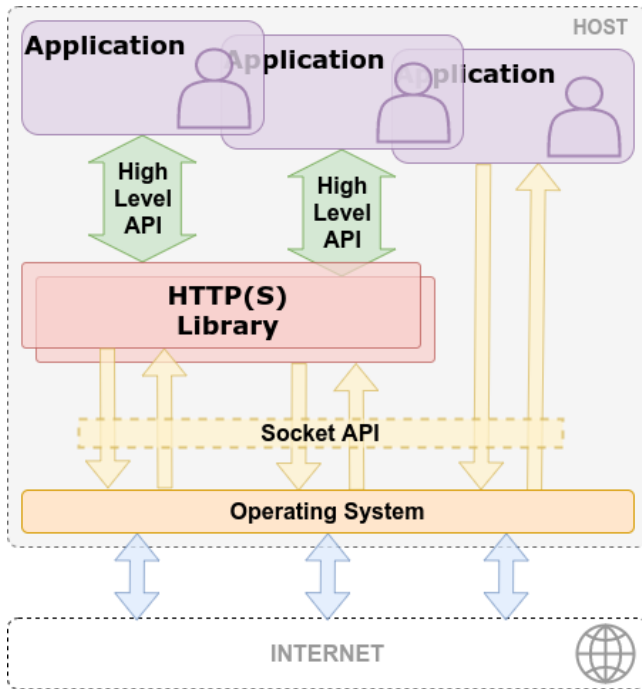 HOST
Application
Application
Application
High
Level
API
High
Level
API
HTTP(S)
Library
Socket API
Operating System
INTERNET